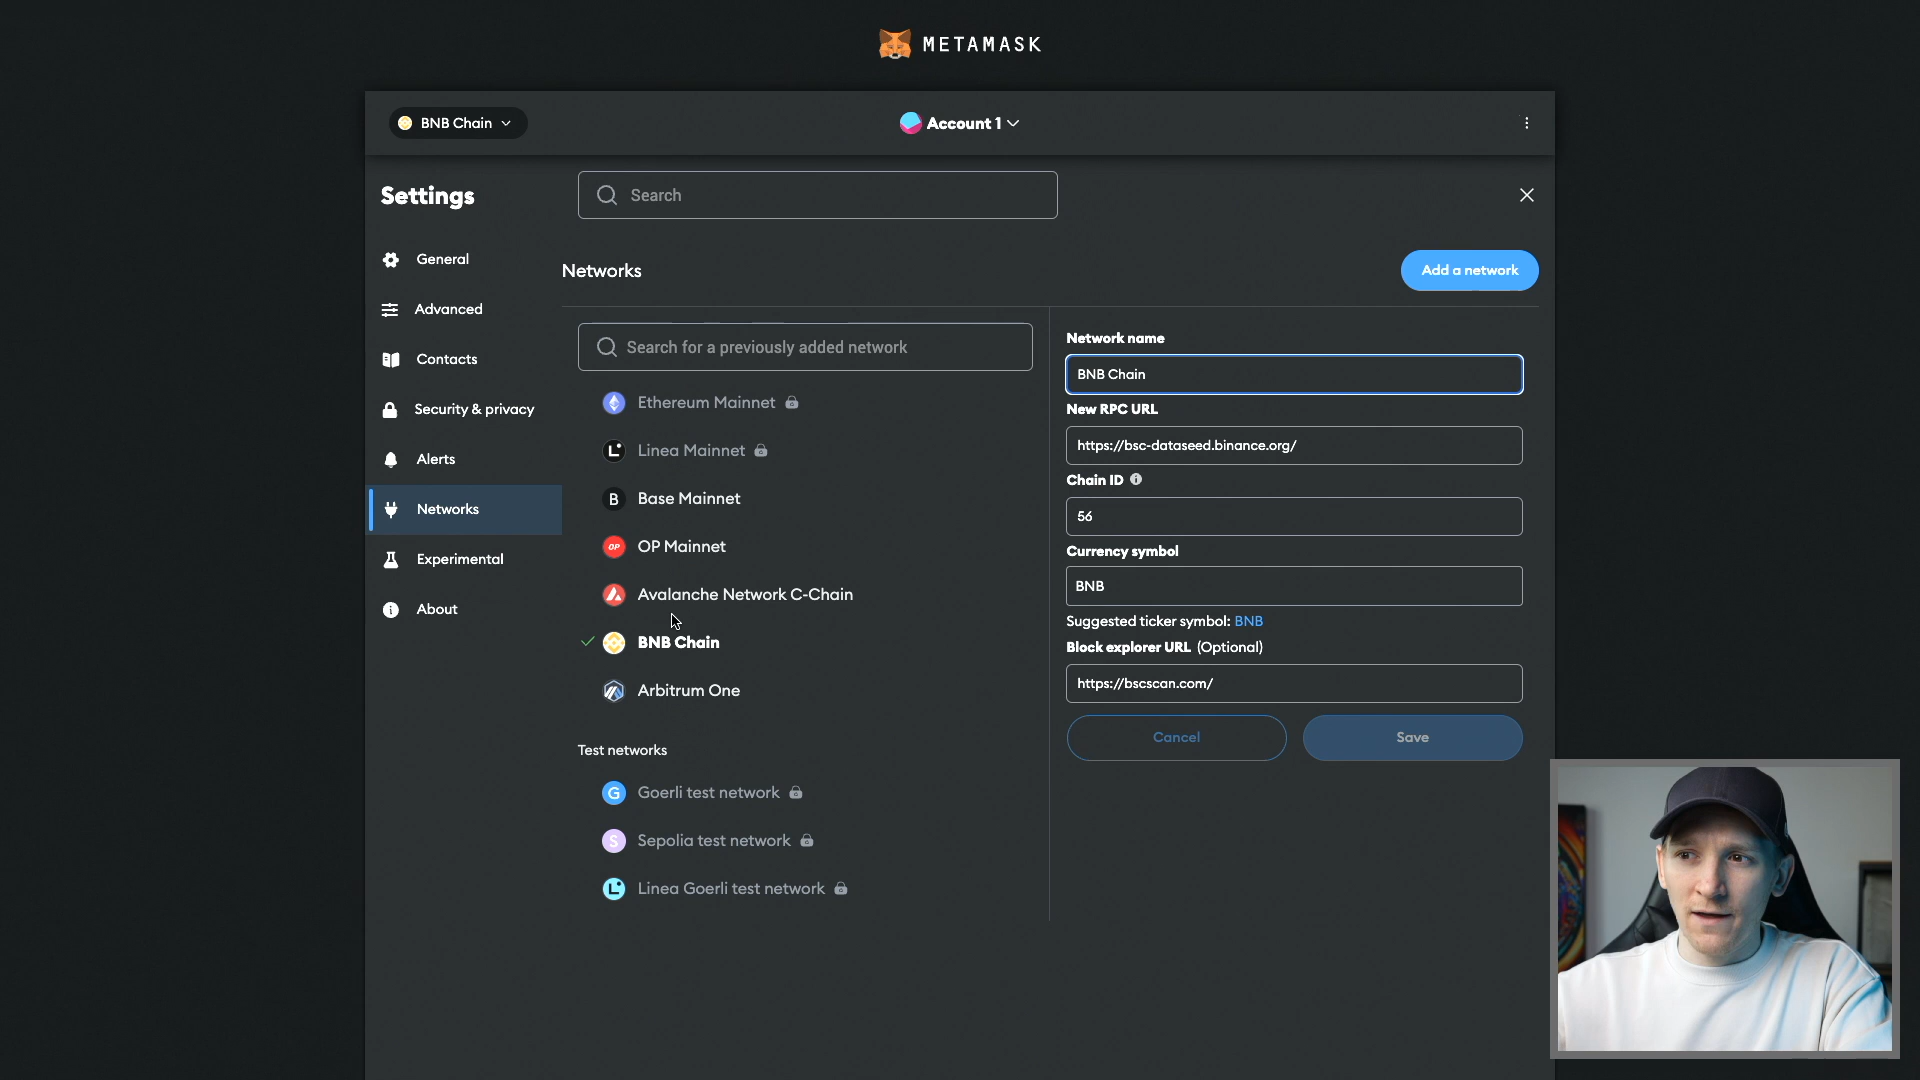 METAMASK
BNB Chain
Account 1
Settings
Search
General
Advanced
Contacts
Security & privacy
Alerts
Networks
Experimental
About
Networks
Add a network
Search for a previously added network
Ethereum Mainnet
L Linea Mainnet
B Base Mainnet
OP OP Mainnet
Avalanche Network C-Chain
BNB Chain
Arbitrum One
Test networks
G Goerli test network
S Sepolia test network
L Linea Goerli test network
Network name
BNB Chain
New RPC URL
https://bsc-dataseed.binance.org/
Chain ID
56
Currency symbol
BNB
Suggested ticker symbol: BNB
Block explorer URL (Optional)
https://bscscan.com/
Cancel
Save